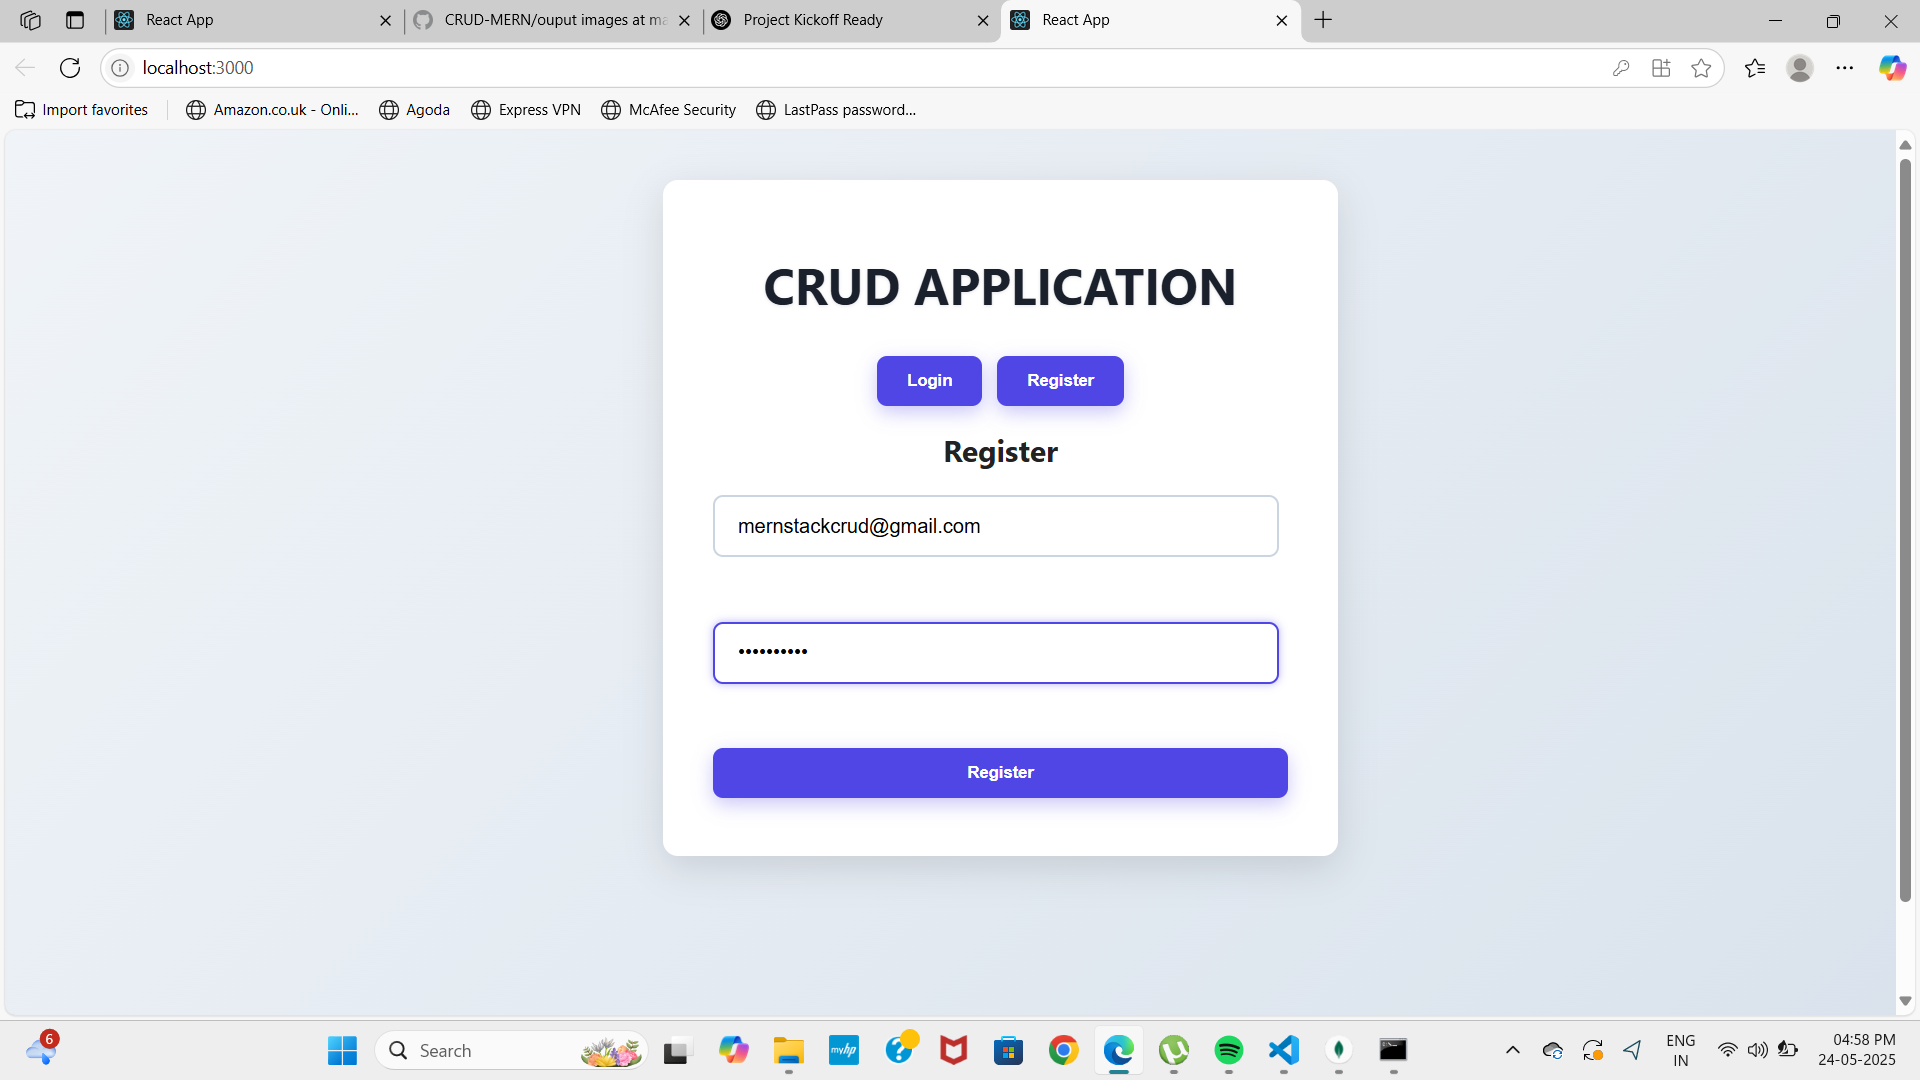 React App
CRUD-MERN/ouput images at ma
Project Kickoff Ready
React App
localhost:3000
Import favorites
Amazon.co.uk - Onli...
Agoda
Express VPN
McAfee Security
LastPass password...
CRUD APPLICATION
Login
Register
Register
mernstackcrud@gmail.com
••••••••••
Register
6
Search
myhp
ENG
IN
04:58 PM
24-05-2025